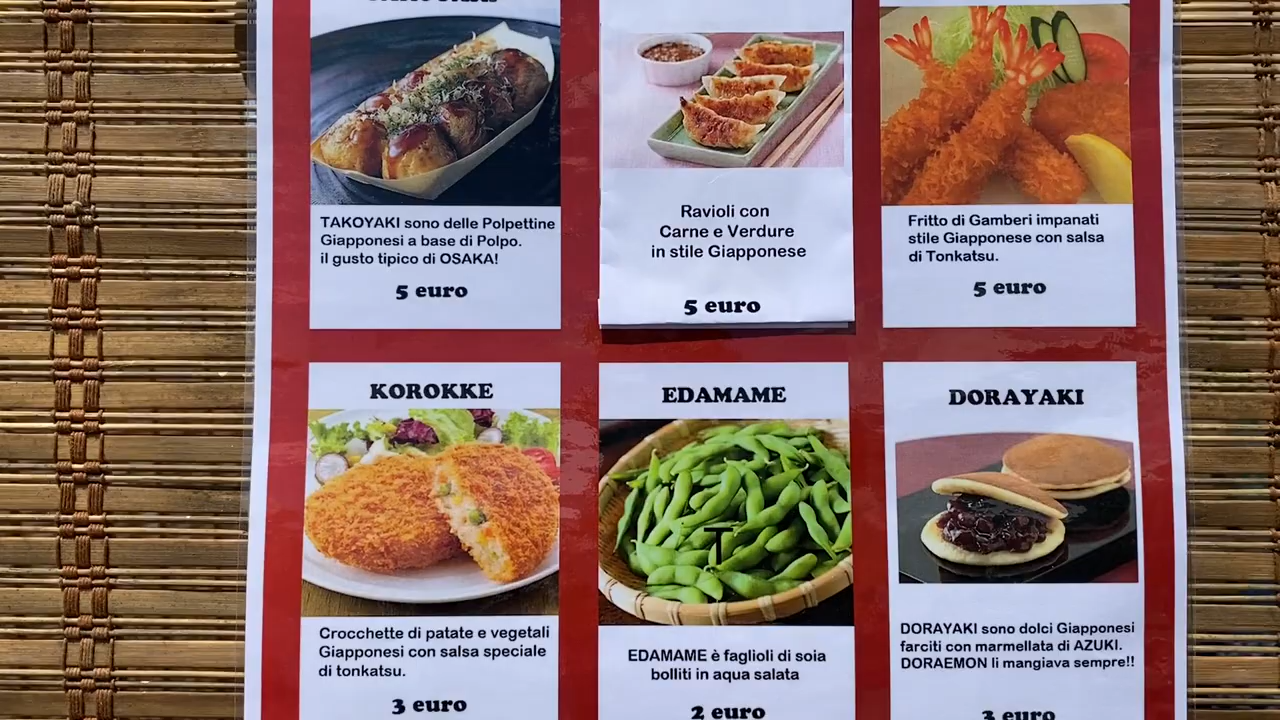 TAKOYAKI sono delle Polpettine
Giapponesi a base di Polpo.
il gusto tipico di OSAKA!
5 euro
Ravioli con
Carne e Verdure
in stile Giapponese
5 euro
Fritto di Gamberi impanati
stile Giapponese con salsa
di Tonkatsu.
5 euro
KOROKKE
Crocchette di patate e vegetali
Giapponesi con salsa speciale
di tonkatsu.
3 euro
EDAMAME
EDAMAME è faglioli di soia
bolliti in aqua salata
2 euro
DORAYAKI
DORAYAKI sono dolci Giapponesi
farciti con marmellata di AZUKI.
DORAEMON li mangiava sempre!!
3 euro